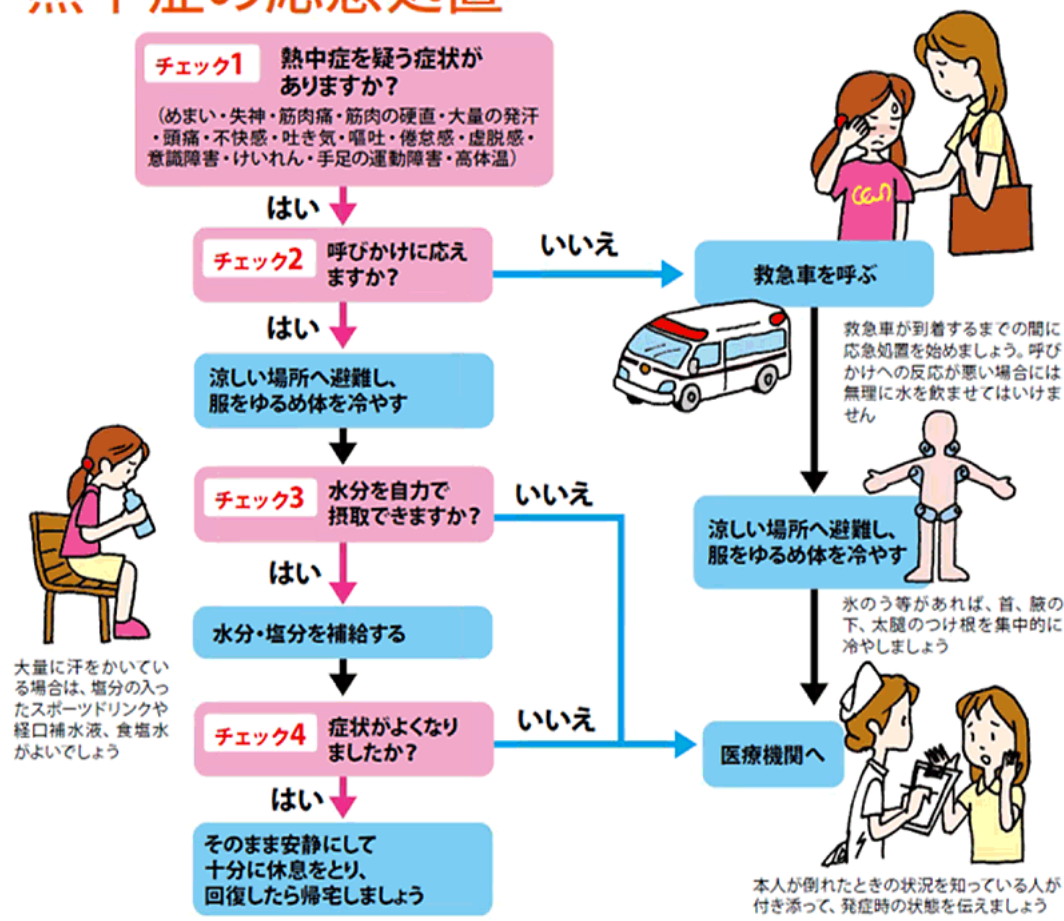 熱中症の応急処置
チェック1
熱中症を疑う症状が
ありますか？
（めまい・失神・筋肉痛・筋肉の硬直・大量の発汗
・頭痛・不快感・吐き気・嘔吐・倦怠感・虚脱感・
意識障害・けいれん・手足の運動障害・高体温）
はい
チェック2
呼びかけに応え
ますか？
いいえ
救急車を呼ぶ
救急車が到着するまでの間に
応急処置を始めましょう。呼び
かけへの反応が悪い場合には
無理に水を飲ませてはいけま
せん
はい
涼しい場所へ避難し、
服をゆるめ体を冷やす
チェック3
水分を自力で
摂取できますか？
いいえ
涼しい場所へ避難し、
服をゆるめ体を冷やす
氷のう等があれば、首、腋の
下、太腿のつけ根を集中的に
冷やしましょう
はい
水分・塩分を補給する
大量に汗をかいてい
る場合は、塩分の入っ
たスポーツドリンクや
経口補水液、食塩水
がよいでしょう
チェック4
症状がよくなり
ましたか？
いいえ
医療機関へ
はい
そのまま安静にして
十分に休息をとり、
回復したら帰宅しましょう
本人が倒れたときの状況を知っている人が
付き添って、発症時の状態を伝えましょう